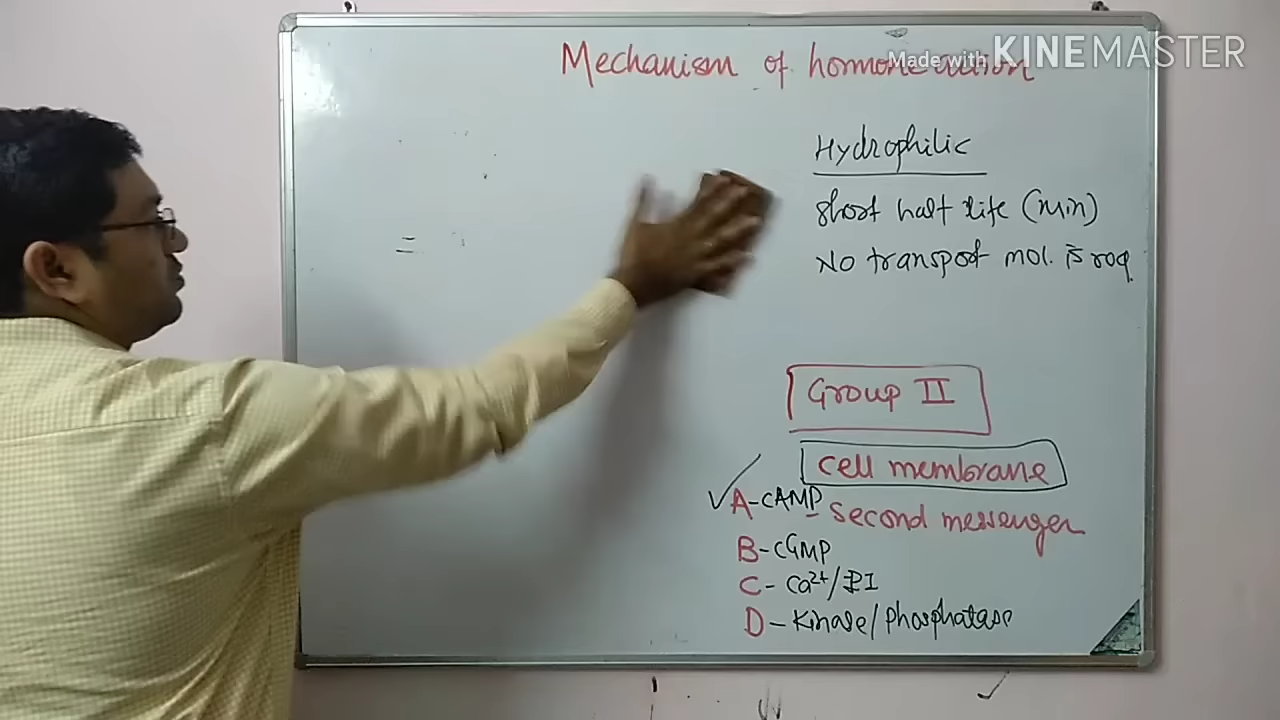 Mechanism of hormone action
Made with KINEMASTER
Hydrophilic
short half life (min)
No transport mol. is req.
=
Group II
cell membrane
✓ A-cAMP - second messenger
B-cGMP
C- Ca²⁺/PI
D-Kinase/Phosphatase